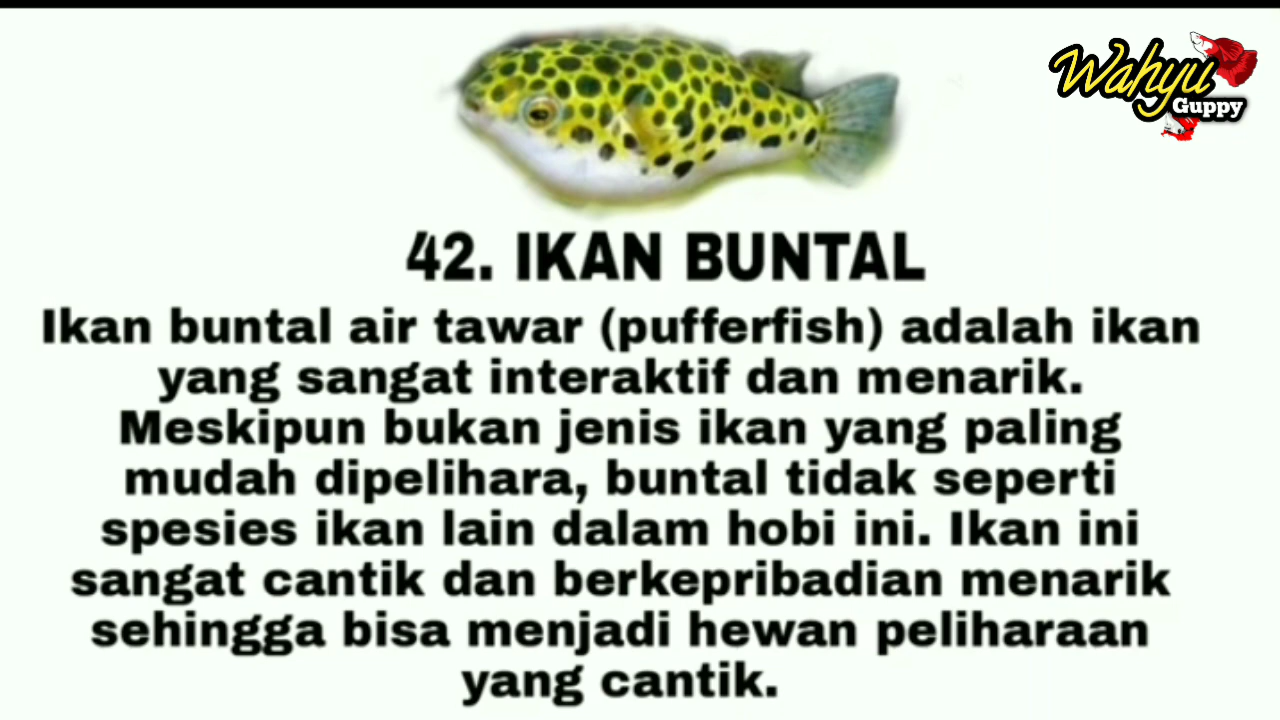 Wahyu
Guppy
42. IKAN BUNTAL
Ikan buntal air tawar (pufferfish) adalah ikan
yang sangat interaktif dan menarik.
Meskipun bukan jenis ikan yang paling
mudah dipelihara, buntal tidak seperti
spesies ikan lain dalam hobi ini. Ikan ini
sangat cantik dan berkepribadian menarik
sehingga bisa menjadi hewan peliharaan
yang cantik.